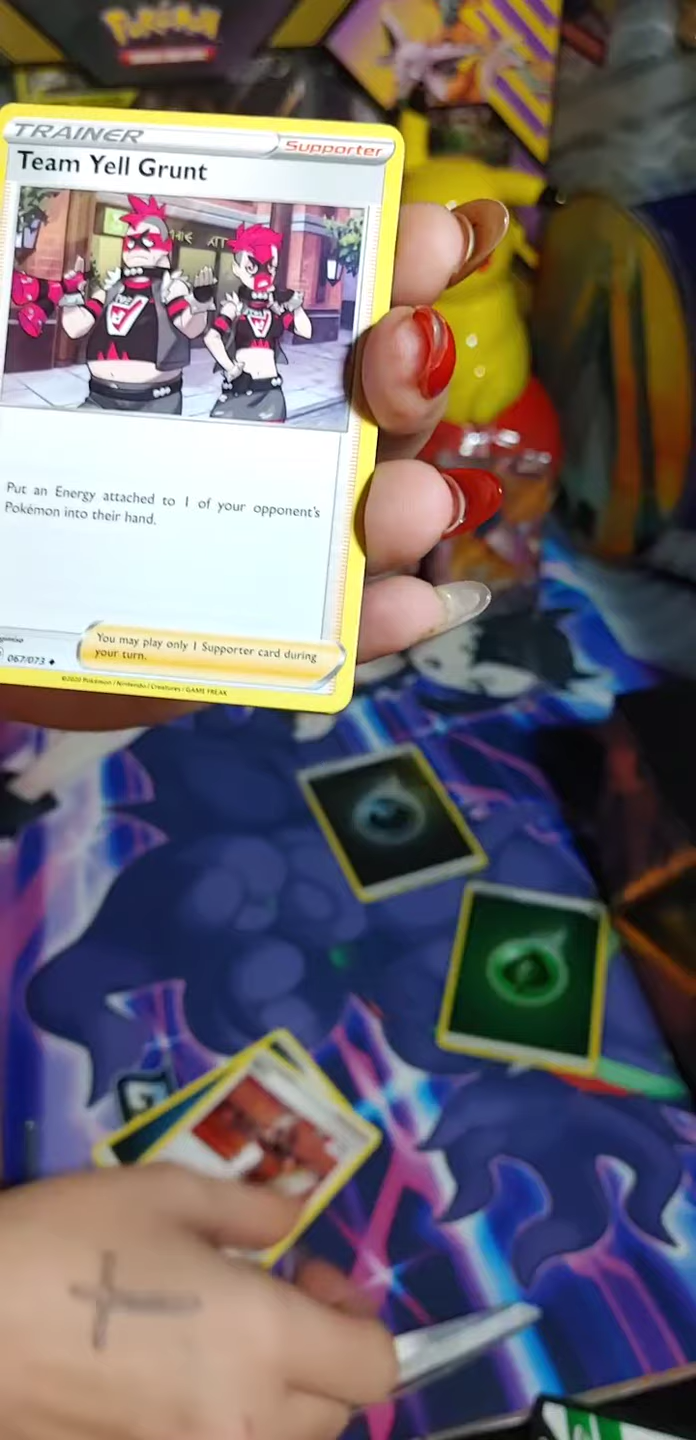 Pokémon
TRAINER
Supporter
Team Yell Grunt
Put an Energy attached to 1 of your opponent's
Pokémon into their hand.
You may play only 1 Supporter card during
your turn.
067/073
©2020 Pokémon / Nintendo / Creatures / GAME FREAK